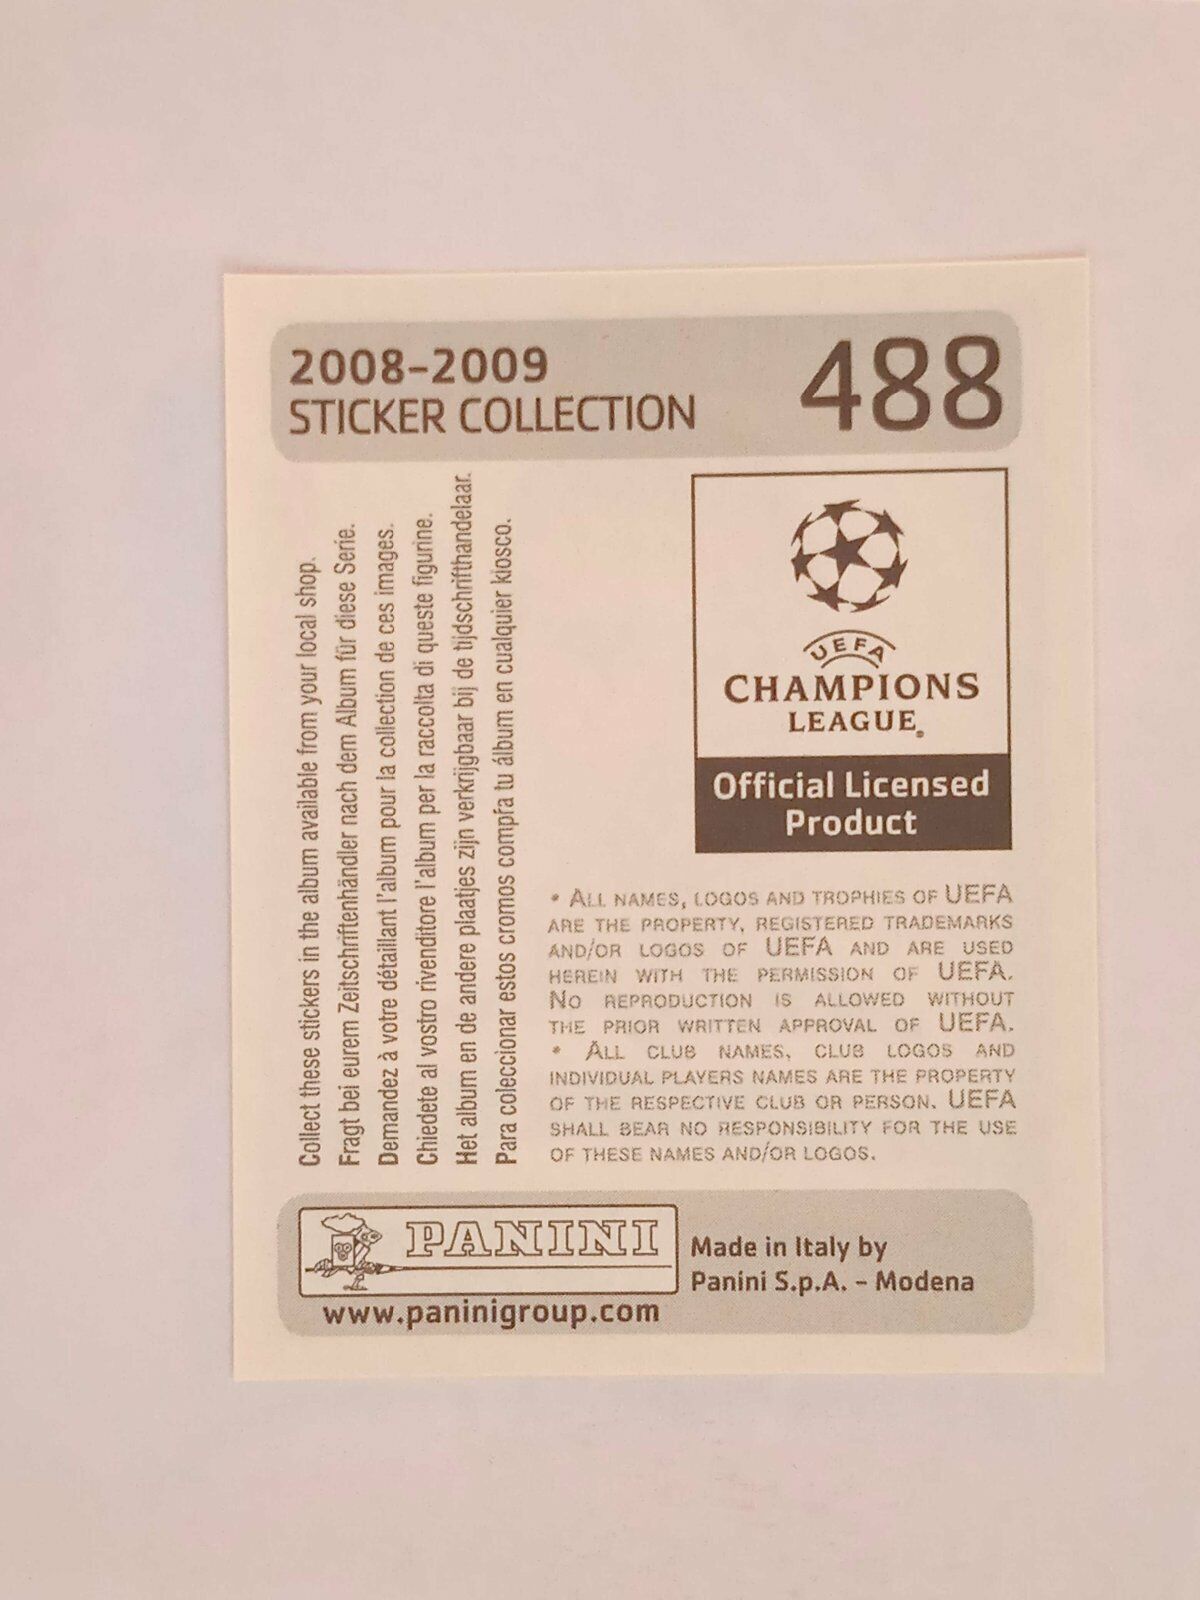 2008-2009
STICKER COLLECTION
488
Collect these stickers in the album available from your local shop.
Fragt bei eurem Zeitschriftenhändler nach dem Album für diese Serie.
Demandez à votre détaillant l'album pour la collection de ces images.
Chiedete al vostro rivenditore l'album per la raccolta di queste figurine.
Het album en de andere plaatjes zijn verkrijgbaar bij de tijdschrifthandelaar.
Para coleccionar estos cromos compra tu álbum en cualquier kiosco.
UEFA
CHAMPIONS
LEAGUE®
Official Licensed
Product
• ALL NAMES, LOGOS AND TROPHIES OF UEFA
ARE THE PROPERTY, REGISTERED TRADEMARKS
AND/OR LOGOS OF UEFA AND ARE USED
HEREIN WITH THE PERMISSION OF UEFA.
NO REPRODUCTION IS ALLOWED WITHOUT
THE PRIOR WRITTEN APPROVAL OF UEFA.
• ALL CLUB NAMES, CLUB LOGOS AND
INDIVIDUAL PLAYERS NAMES ARE THE PROPERTY
OF THE RESPECTIVE CLUB OR PERSON. UEFA
SHALL BEAR NO RESPONSIBILITY FOR THE USE
OF THESE NAMES AND/OR LOGOS.
PANINI
www.paninigroup.com
Made in Italy by
Panini S.p.A. - Modena